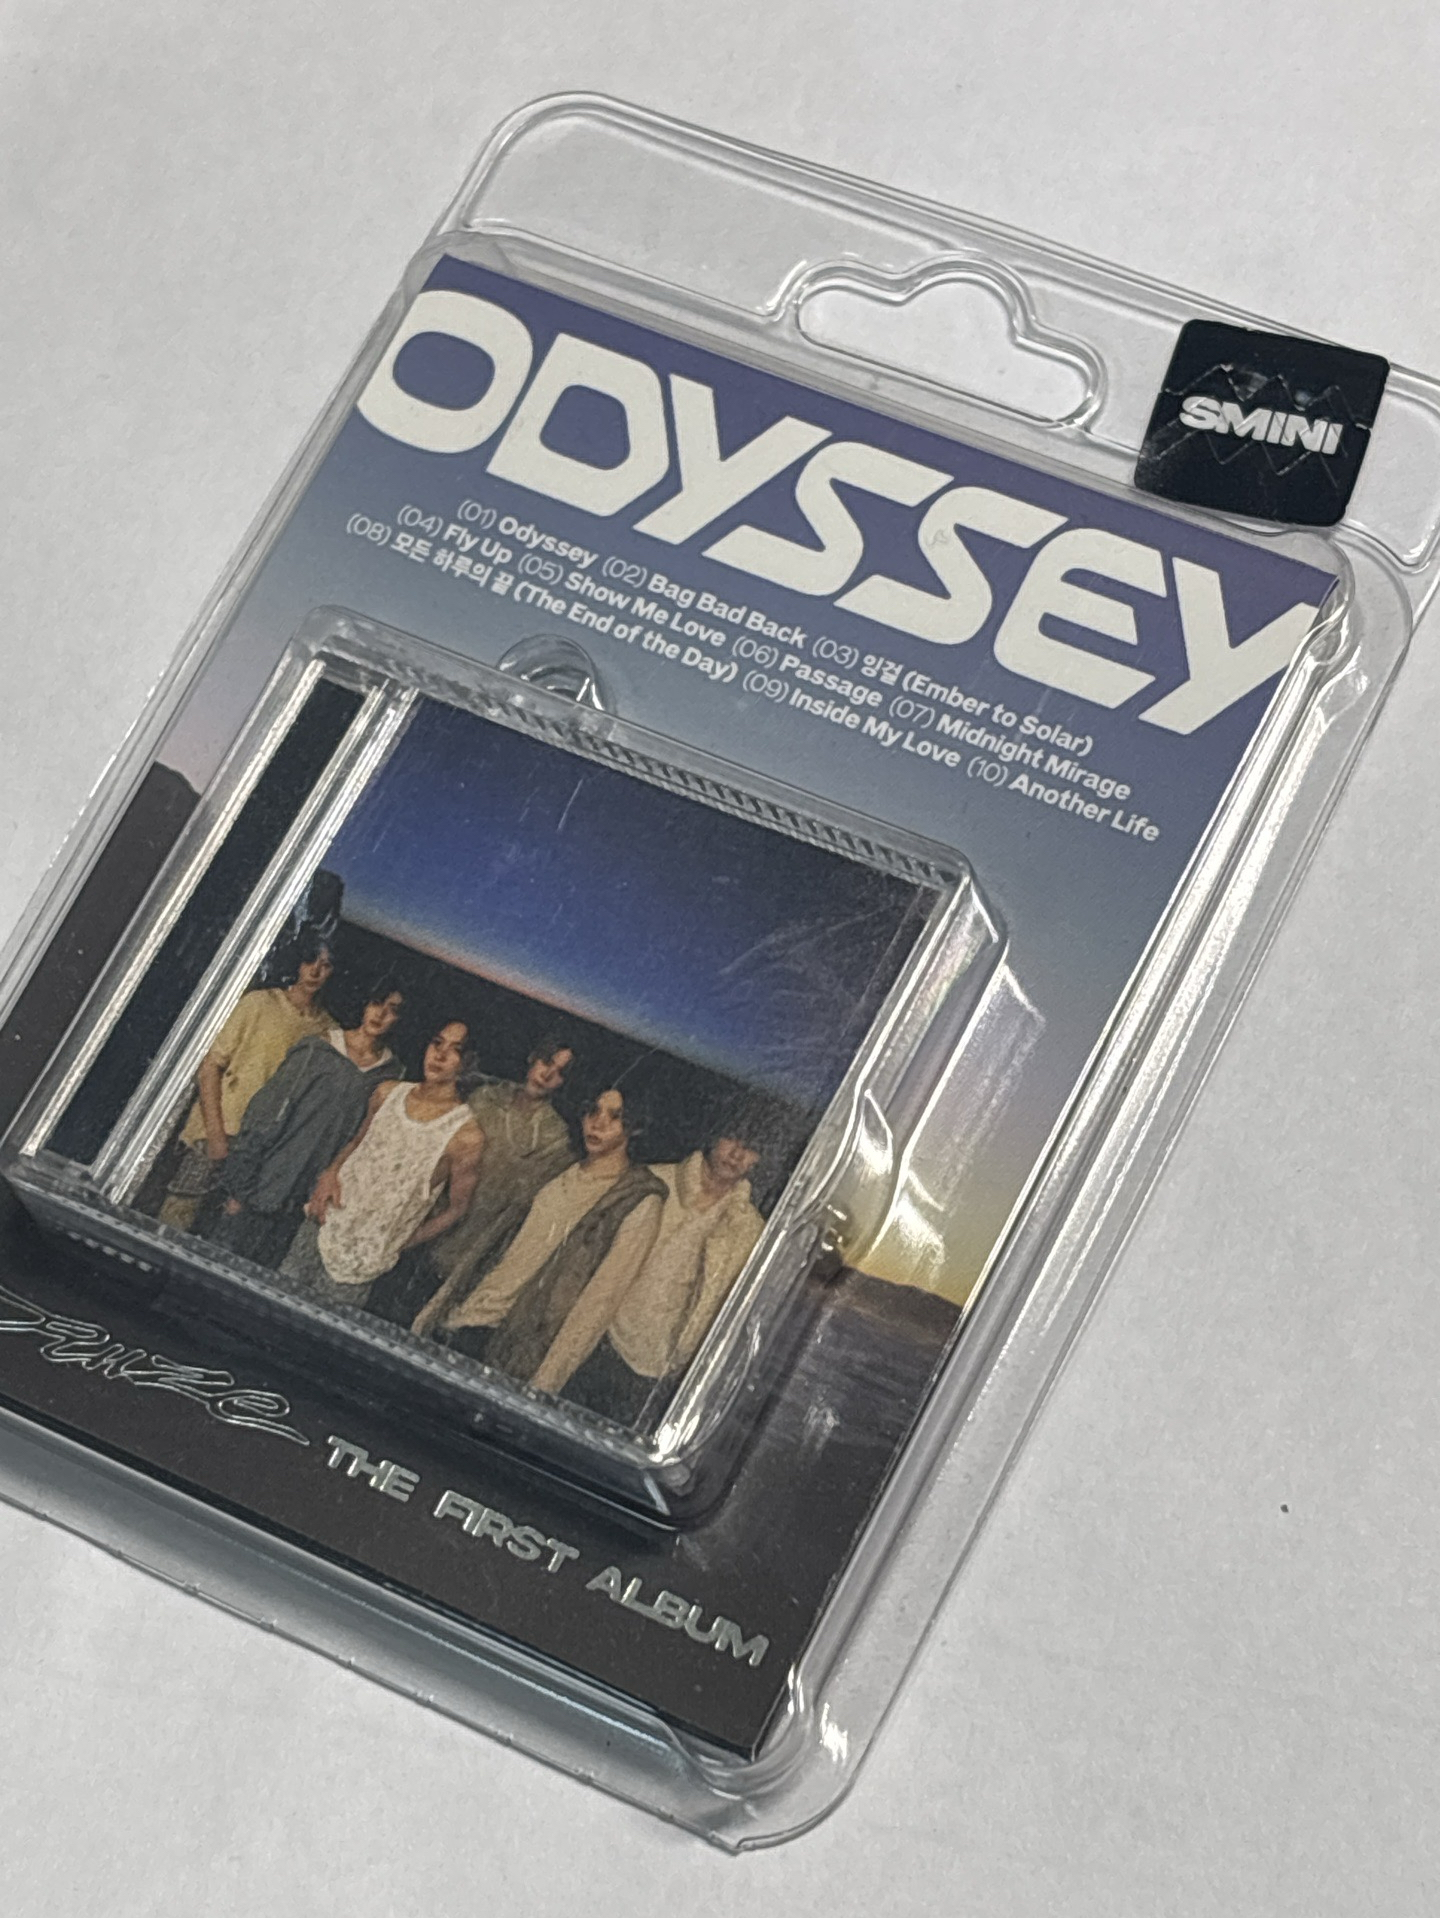 SMINI
ODYSSEY
(01) Odyssey (02) Bag Bad Back (03) 잉걸 (Ember to Solar)
(04) Fly Up (05) Show Me Love (06) Passage (07) Midnight Mirage
(08) 모든 하루의 끝 (The End of the Day) (09) Inside My Love (10) Another Life
THE FIRST ALBUM